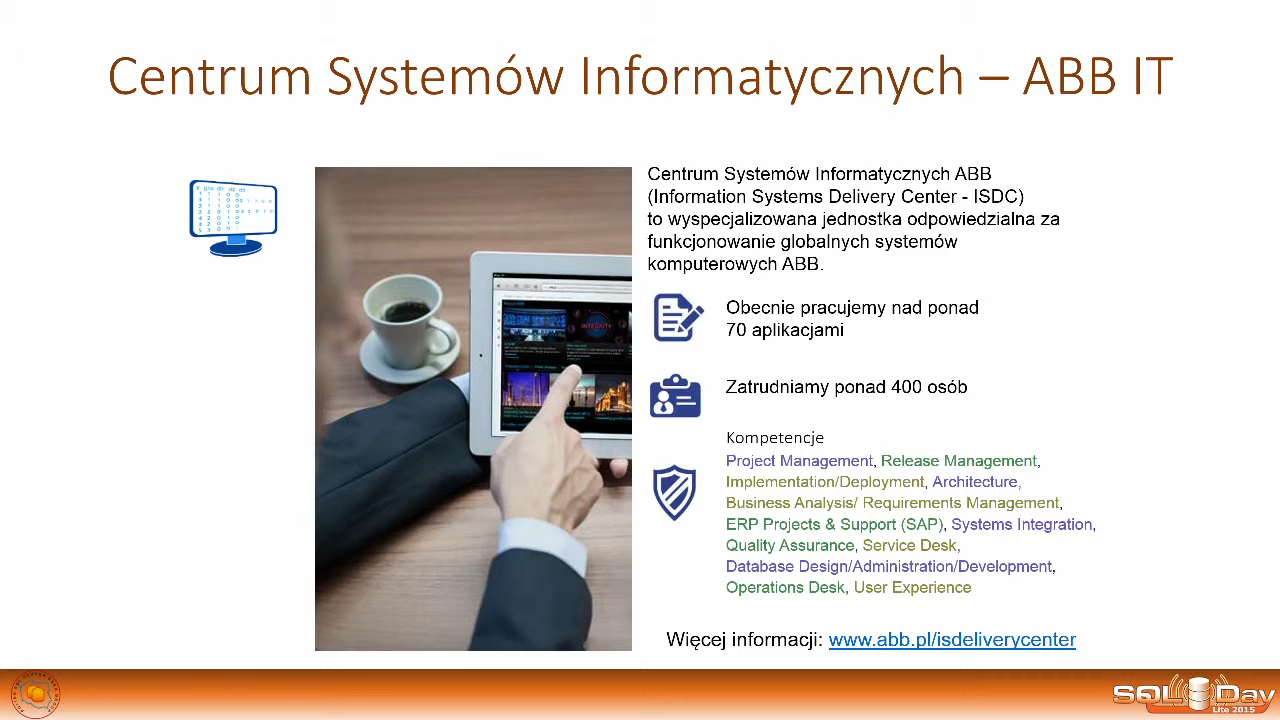 Centrum Systemów Informatycznych – ABB IT
Centrum Systemów Informatycznych ABB
(Information Systems Delivery Center - ISDC)
to wyspecjalizowana jednostka odpowiedzialna za
funkcjonowanie globalnych systemów
komputerowych ABB.
Obecnie pracujemy nad ponad
70 aplikacjami
Zatrudniamy ponad 400 osób
Kompetencje
Project Management, Release Management,
Implementation/Deployment, Architecture,
Business Analysis/ Requirements Management,
ERP Projects & Support (SAP), Systems Integration,
Quality Assurance, Service Desk,
Database Design/Administration/Development,
Operations Desk, User Experience
Więcej informacji: www.abb.pl/isdeliverycenter
SQL Day
Lite 2015